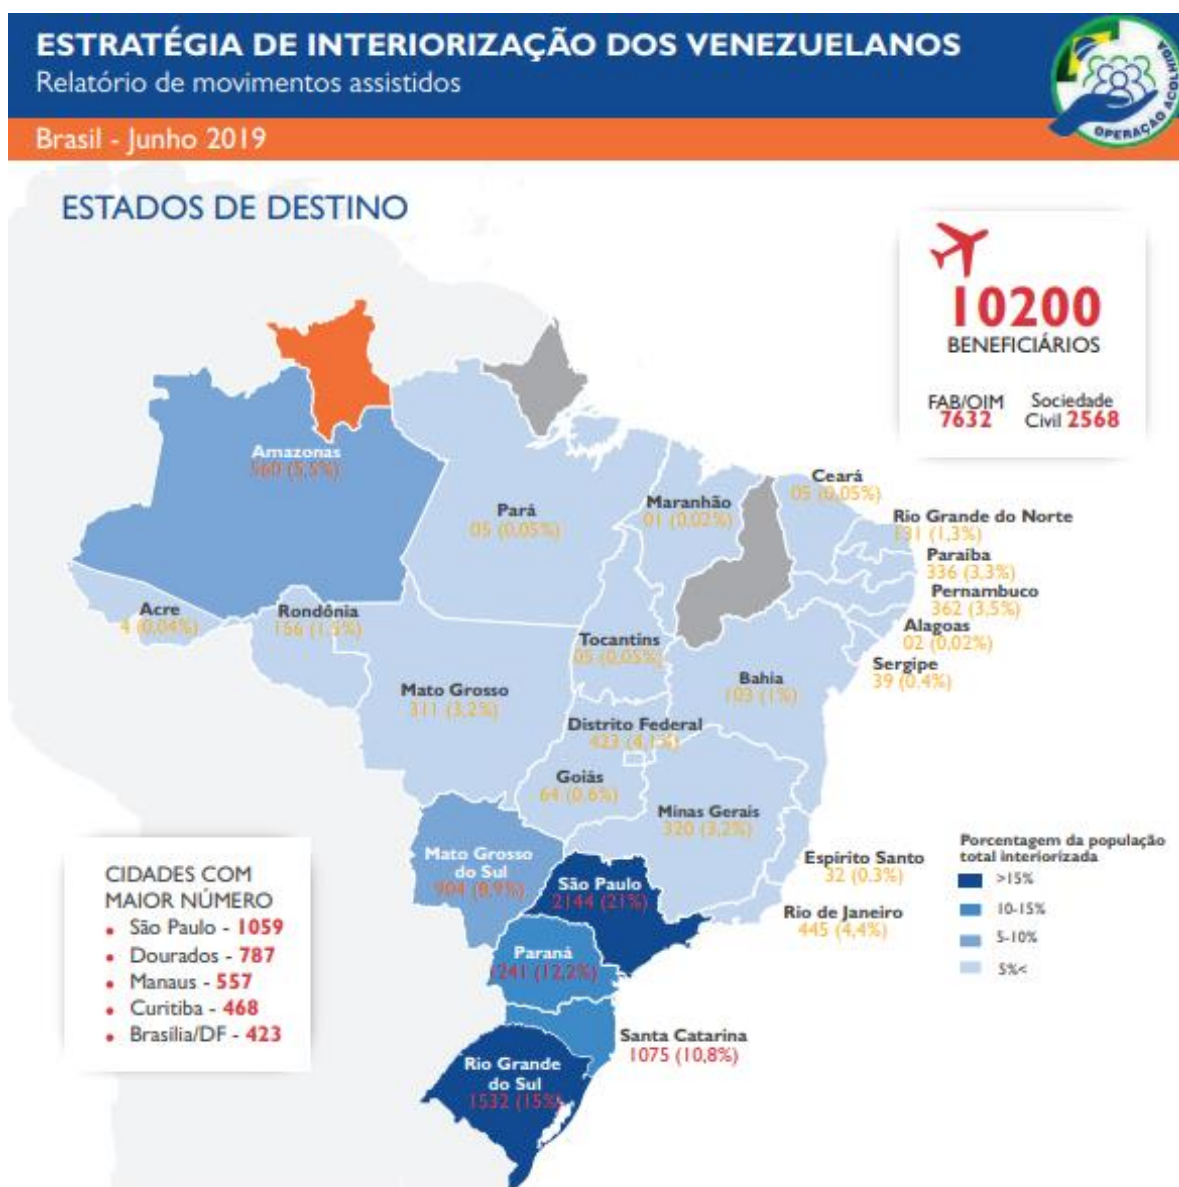 ESTRATÉGIA DE INTERIORIZAÇÃO DOS VENEZUELANOS
Relatório de movimentos assistidos
OPERAÇÃO ACOLHIDA
Brasil - Junho 2019
ESTADOS DE DESTINO
10200
BENEFICIÁRIOS
FAB/OIM
7632
Sociedade
Civil 2568
Amazonas
560 (5,5%)
Pará
05 (0,05%)
Maranhão
01 (0,02%)
Ceará
05 (0,05%)
Rio Grande do Norte
131 (1,3%)
Paraíba
336 (3,3%)
Pernambuco
362 (3,5%)
Alagoas
02 (0,02%)
Sergipe
39 (0.4%)
Acre
4 (0,04%)
Rondônia
156 (1,5%)
Tocantins
05 (0,05%)
Bahia
103 (1%)
Mato Grosso
311 (3,2%)
Distrito Federal
423 (4,1%)
Goiás
64 (0,6%)
Minas Gerais
320 (3,2%)
Mato Grosso
do Sul
904 (8,9%)
São Paulo
2144 (21%)
Espírito Santo
32 (0.3%)
Rio de Janeiro
445 (4,4%)
Paraná
1241 (12,2%)
Santa Catarina
1075 (10,8%)
Rio Grande
do Sul
1532 (15%)
CIDADES COM
MAIOR NÚMERO
• São Paulo - 1059
• Dourados - 787
• Manaus - 557
• Curitiba - 468
• Brasília/DF - 423
Porcentagem da população
total interiorizada
>15%
10-15%
5-10%
5%<